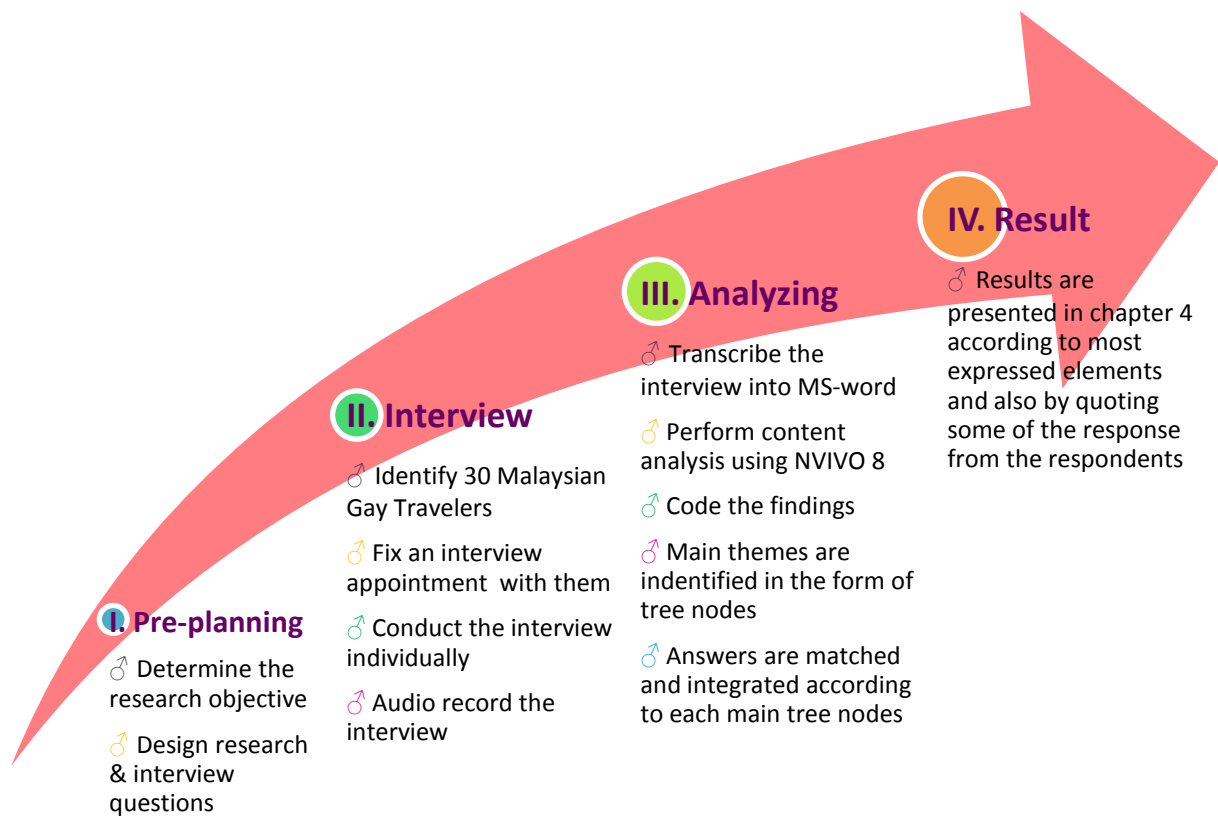 I. Pre-planning
♂ Determine the
research objective
♂ Design research
& interview
questions
II. Interview
♂ Identify 30 Malaysian
Gay Travelers
♂ Fix an interview
appointment with them
♂ Conduct the interview
individually
♂ Audio record the
interview
III. Analyzing
♂ Transcribe the
interview into MS-word
♂ Perform content
analysis using NVIVO 8
♂ Code the findings
♂ Main themes are
indentified in the form of
tree nodes
♂ Answers are matched
and integrated according
to each main tree nodes
IV. Result
♂ Results are
presented in chapter 4
according to most
expressed elements
and also by quoting
some of the response
from the respondents